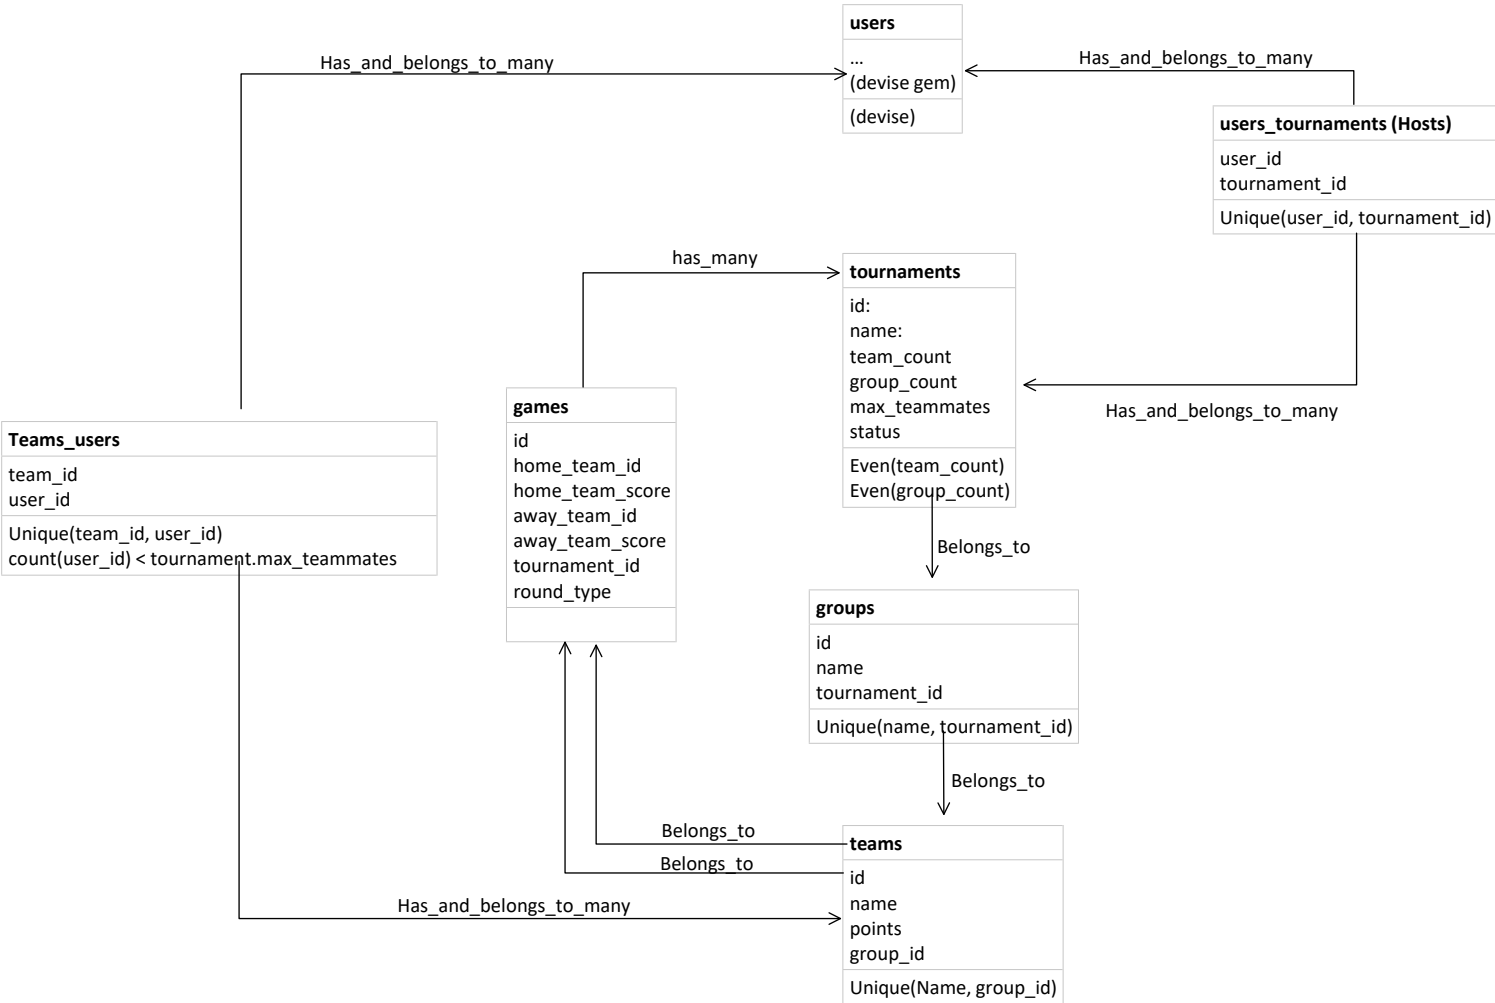 users
...
(devise gem)
(devise)
Has_and_belongs_to_many
Has_and_belongs_to_many
users_tournaments (Hosts)
user_id
tournament_id
Unique(user_id, tournament_id)
has_many
tournaments
id:
name:
team_count
group_count
max_teammates
status
Even(team_count)
Even(group_count)
Has_and_belongs_to_many
games
id
home_team_id
home_team_score
away_team_id
away_team_score
tournament_id
round_type
Teams_users
team_id
user_id
Unique(team_id, user_id)
count(user_id) < tournament.max_teammates
Belongs_to
groups
id
name
tournament_id
Unique(name, tournament_id)
Belongs_to
Belongs_to
Belongs_to
Has_and_belongs_to_many
teams
id
name
points
group_id
Unique(Name, group_id)